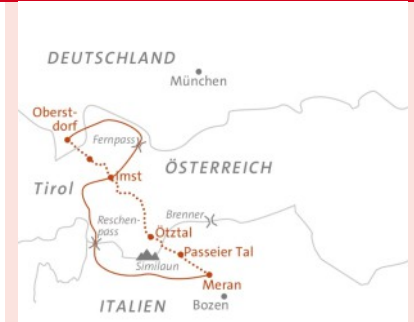 DEUTSCHLAND
München
Oberst-
dorf
Fernpass
ÖSTERREICH
Imst
Tirol
Reschen-
pass
Brenner
Ötztal
Passeier Tal
Similaun
Meran
ITALIEN
Bozen